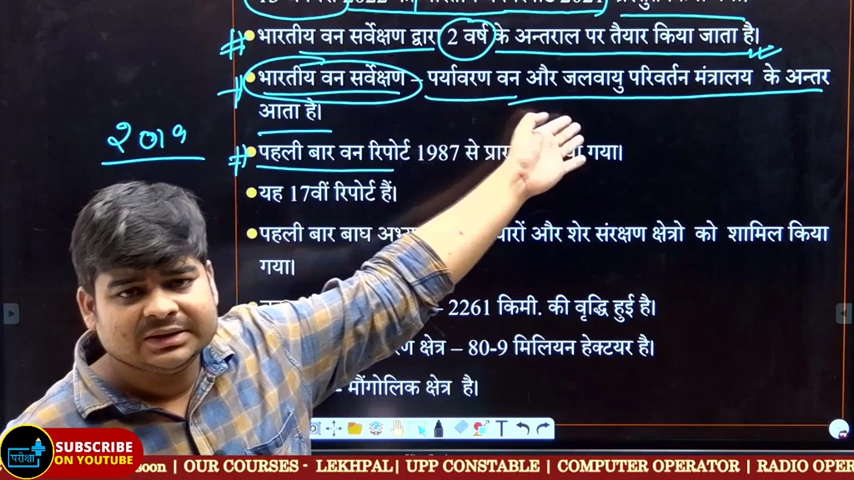 भारतीय वन सर्वेक्षण द्वारा 2 वर्ष के अन्तराल पर तैयार किया जाता है।
भारतीय वन सर्वेक्षण – पर्यावरण वन और जलवायु परिवर्तन मंत्रालय के अन्तर
आता है।
२०१९
पहली बार वन रिपोर्ट 1987 से गया।
यह 17वीं रिपोर्ट हैं।
पहली बार बाघ और शेर संरक्षण क्षेत्रो को शामिल किया
गया।
– 2261 किमी. की वृद्धि हुई है।
क्षेत्र – 80-9 मिलियन हेक्टयर है।
- मौंगोलिक क्षेत्र है।
परीक्षा
SUBSCRIBE
ON YOUTUBE
oon | OUR COURSES - LEKHPAL| UPP CONSTABLE | COMPUTER OPERATOR | RADIO OPER